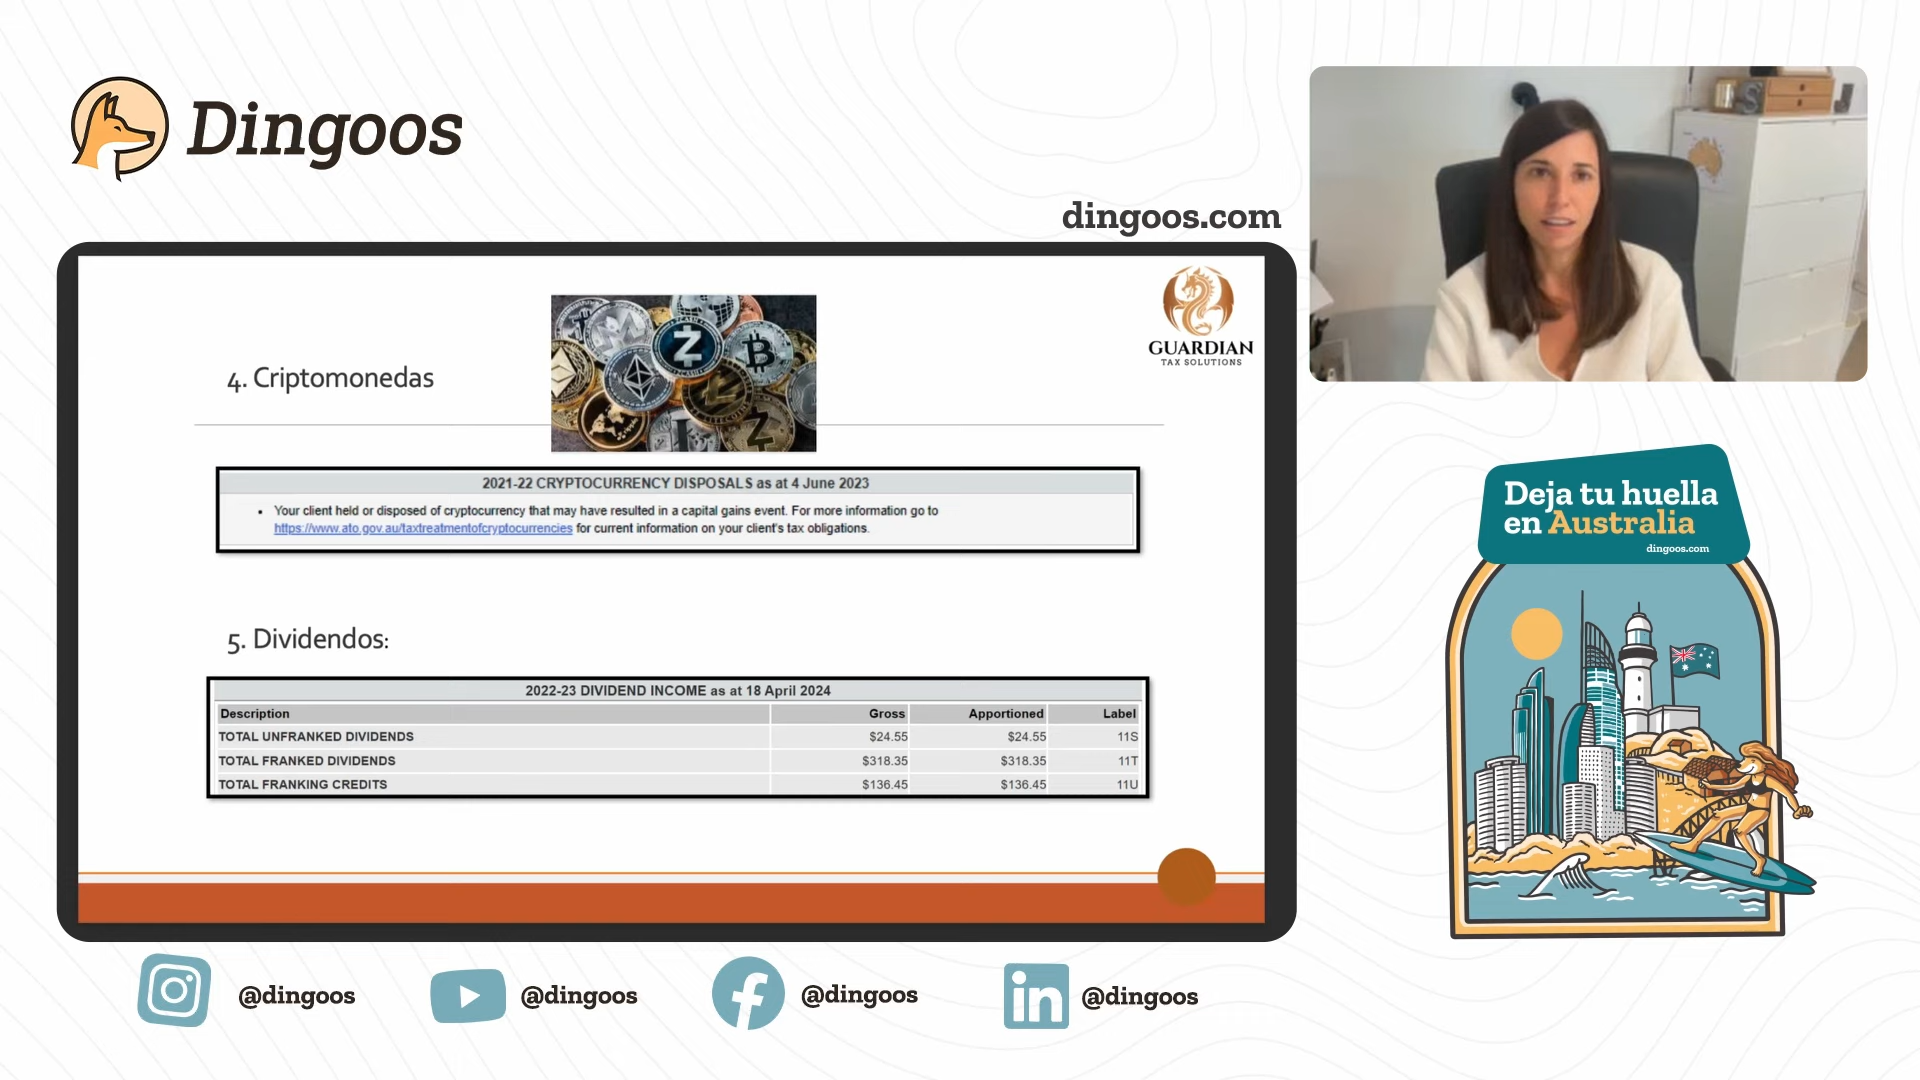 Dingoos
dingoos.com
GUARDIAN
TAX SOLUTIONS
4. Criptomonedas
2021-22 CRYPTOCURRENCY DISPOSALS as at 4 June 2023
• Your client held or disposed of cryptocurrency that may have resulted in a capital gains event. For more information go to
https://www.ato.gov.au/taxtreatmentofcryptocurrencies for current information on your client's tax obligations.
5. Dividendos:
2022-23 DIVIDEND INCOME as at 18 April 2024
Description Gross Apportioned Label
TOTAL UNFRANKED DIVIDENDS $24.55 $24.55 11S
TOTAL FRANKED DIVIDENDS $318.35 $318.35 11T
TOTAL FRANKING CREDITS $136.45 $136.45 11U
Deja tu huella
en Australia
dingoos.com
@dingoos @dingoos @dingoos @dingoos